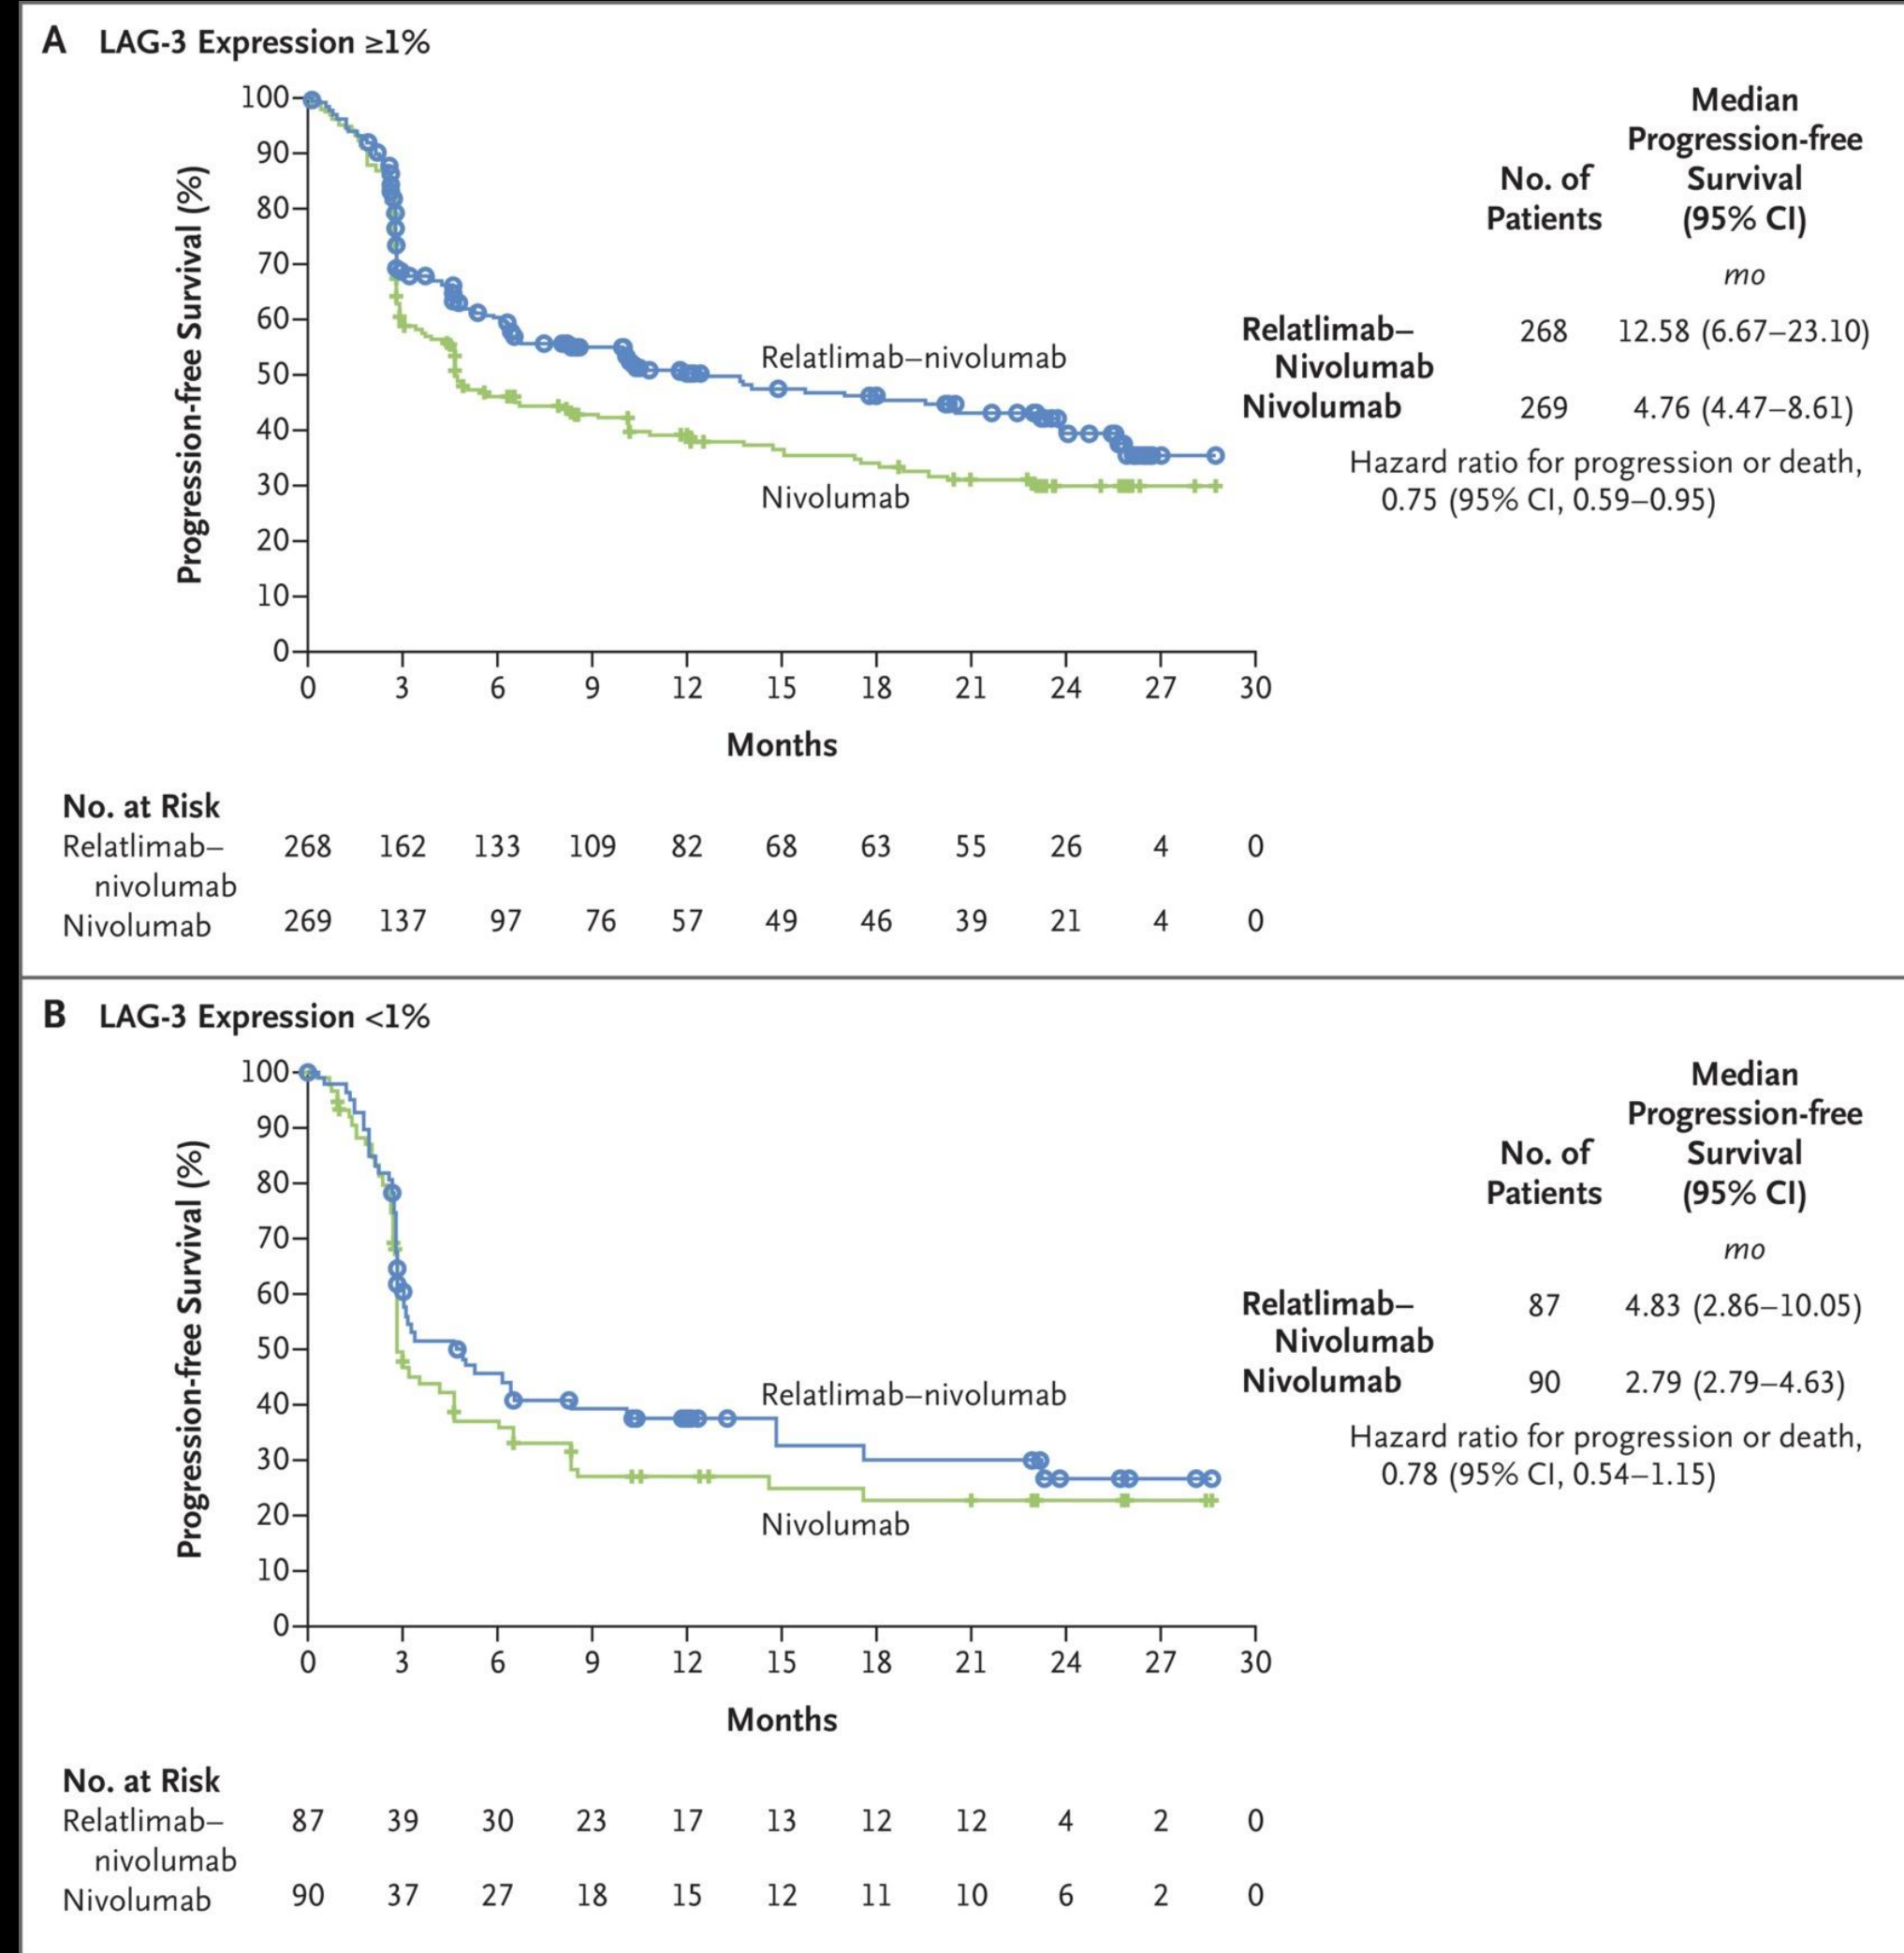 A LAG-3 Expression ≥1%
Progression-free Survival (%)
100
90
80
70
60
50
40
30
20
10
0
0 3 6 9 12 15 18 21 24 27 30
Months
Relatlimab–nivolumab
Nivolumab
Median
Progression-free
No. of Survival
Patients (95% CI)
mo
Relatlimab– 268 12.58 (6.67–23.10)
Nivolumab
Nivolumab 269 4.76 (4.47–8.61)
Hazard ratio for progression or death,
0.75 (95% CI, 0.59–0.95)
No. at Risk
Relatlimab– 268 162 133 109 82 68 63 55 26 4 0
nivolumab
Nivolumab 269 137 97 76 57 49 46 39 21 4 0
B LAG-3 Expression <1%
Progression-free Survival (%)
100
90
80
70
60
50
40
30
20
10
0
0 3 6 9 12 15 18 21 24 27 30
Months
Relatlimab–nivolumab
Nivolumab
Median
Progression-free
No. of Survival
Patients (95% CI)
mo
Relatlimab– 87 4.83 (2.86–10.05)
Nivolumab
Nivolumab 90 2.79 (2.79–4.63)
Hazard ratio for progression or death,
0.78 (95% CI, 0.54–1.15)
No. at Risk
Relatlimab– 87 39 30 23 17 13 12 12 4 2 0
nivolumab
Nivolumab 90 37 27 18 15 12 11 10 6 2 0